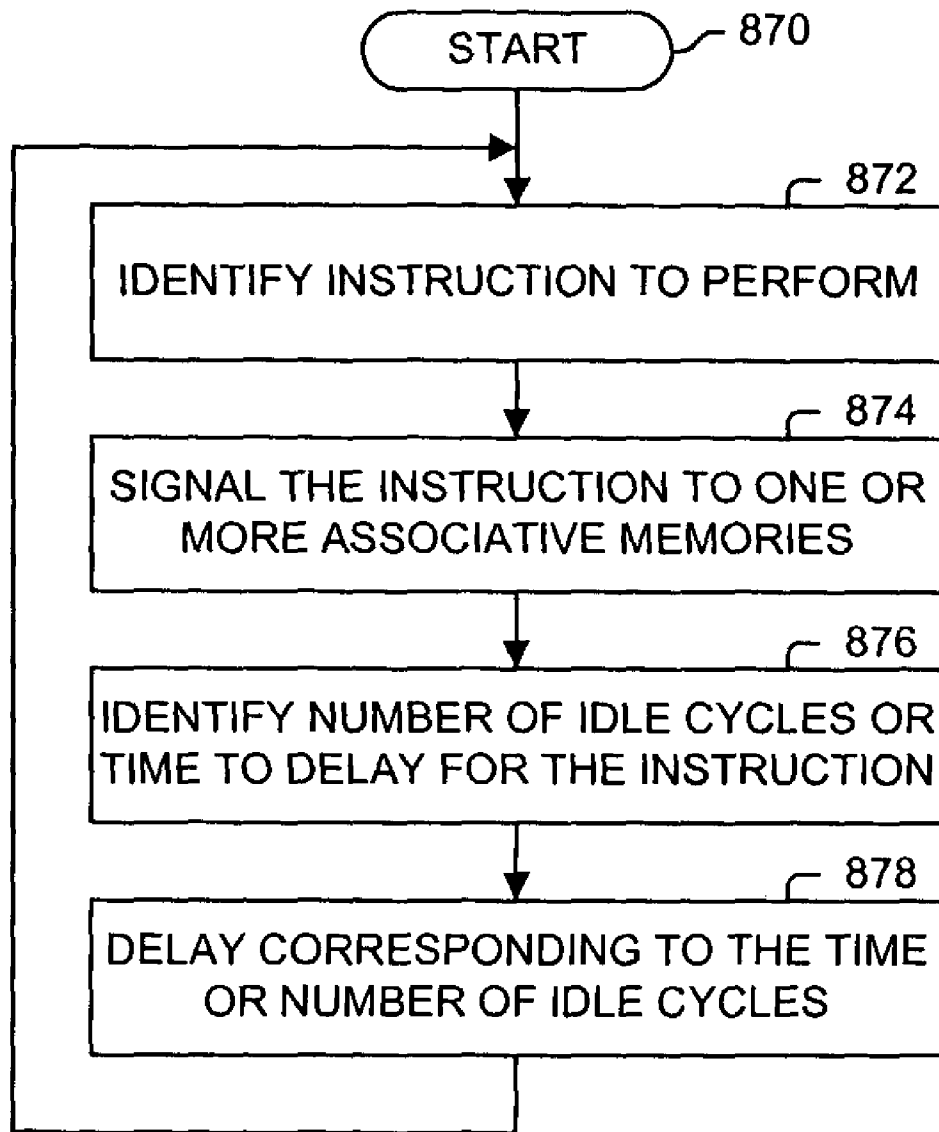 START
870
872
IDENTIFY INSTRUCTION TO PERFORM
874
SIGNAL THE INSTRUCTION TO ONE OR
MORE ASSOCIATIVE MEMORIES
876
IDENTIFY NUMBER OF IDLE CYCLES OR
TIME TO DELAY FOR THE INSTRUCTION
878
DELAY CORRESPONDING TO THE TIME
OR NUMBER OF IDLE CYCLES